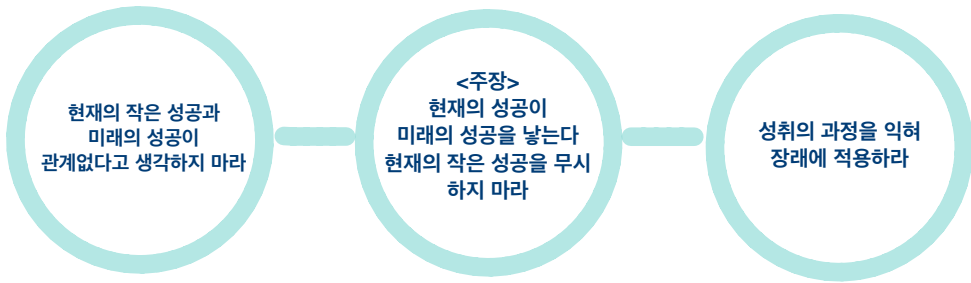 현재의 작은 성공과
미래의 성공이
관계없다고 생각하지 마라
<주장>
현재의 성공이
미래의 성공을 낳는다
현재의 작은 성공을 무시
하지 마라
성취의 과정을 익혀
장래에 적용하라